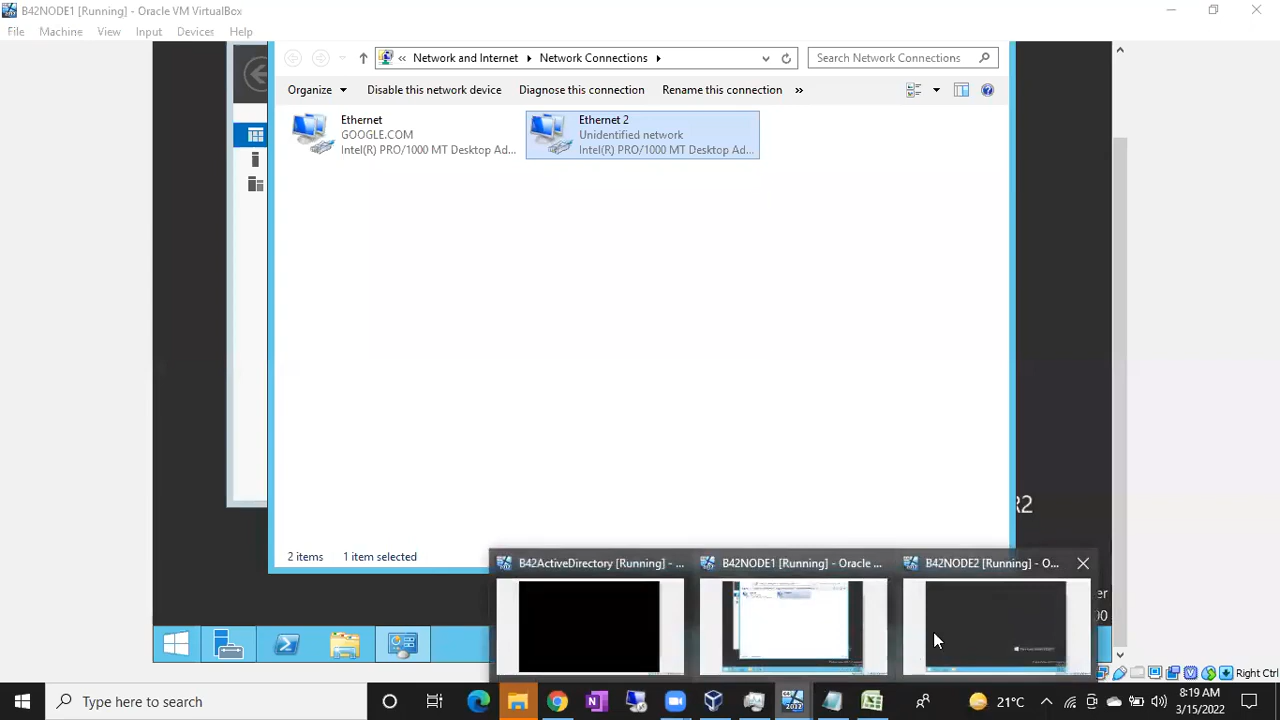 B42NODE1 [Running] - Oracle VM VirtualBox
File Machine View Input Devices Help
« Network and Internet Network Connections
Search Network Connections
Organize Disable this network device Diagnose this connection Rename this connection »
Ethernet
GOOGLE.COM
Intel(R) PRO/1000 MT Desktop Ad...
Ethernet 2
Unidentified network
Intel(R) PRO/1000 MT Desktop Ad...
R2
2 items 1 item selected
B42ActiveDirectory [Running] - ...
B42NODE1 [Running] - Oracle ...
B42NODE2 [Running] - O...
er
00
Right Ctrl
Type here to search
21°C
8:19 AM
3/15/2022